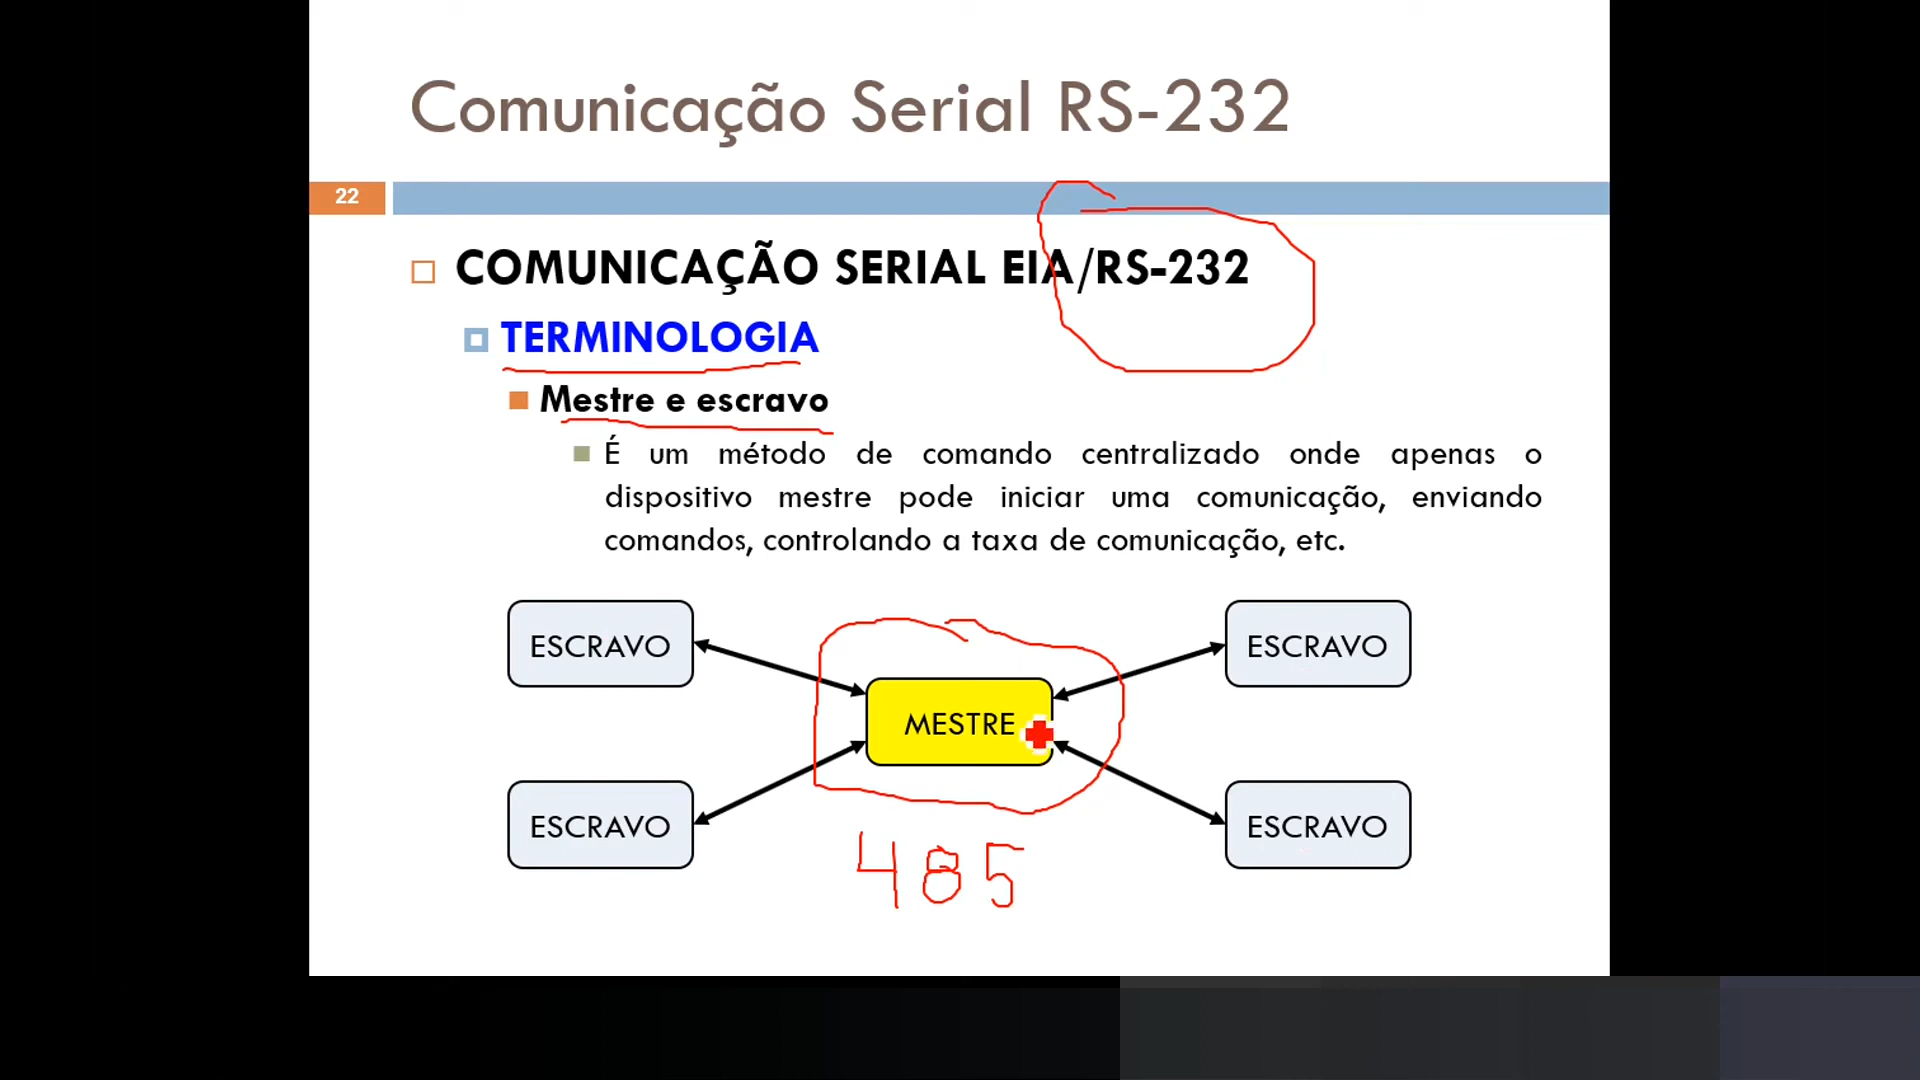 Comunicação Serial RS-232
22
COMUNICAÇÃO SERIAL EIA/RS-232
TERMINOLOGIA
Mestre e escravo
É um método de comando centralizado onde apenas o
dispositivo mestre pode iniciar uma comunicação, enviando
comandos, controlando a taxa de comunicação, etc.
ESCRAVO
ESCRAVO
MESTRE
ESCRAVO
ESCRAVO
485